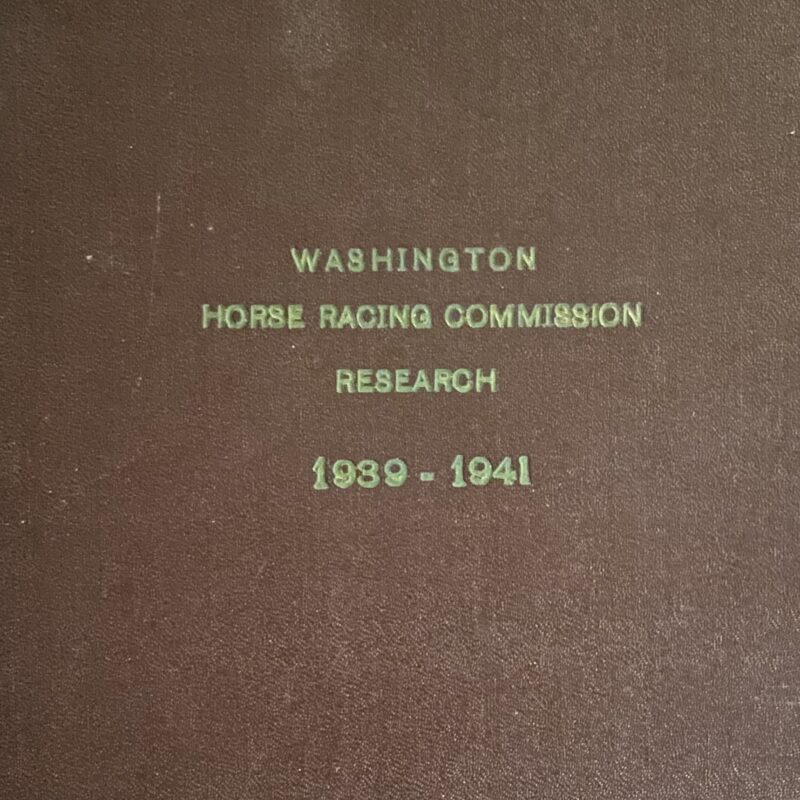 WASHINGTON
HORSE RACING COMMISSION
RESEARCH
1939 - 1941